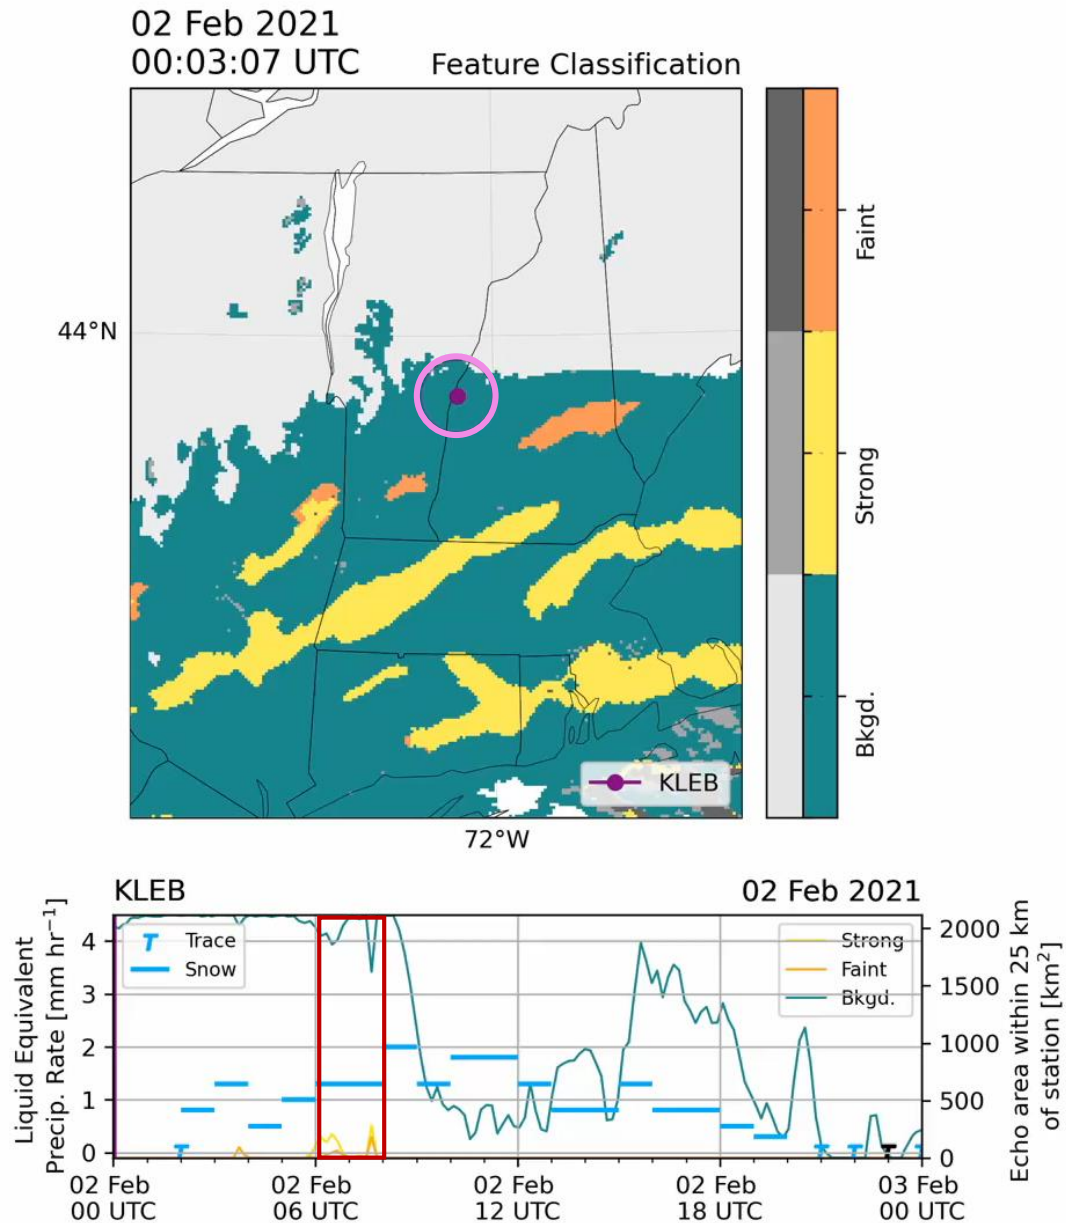 02 Feb 2021
00:03:07 UTC
Feature Classification
Faint
Strong
Bkgd.
44°N
KLEB
72°W
KLEB
02 Feb 2021
Liquid Equivalent
Precip. Rate [mm hr⁻¹]
4
3
2
1
0
Trace
Snow
Strong
Faint
Bkgd.
2000
1500
1000
500
0
Echo area within 25 km
of station [km²]
02 Feb
00 UTC
02 Feb
06 UTC
02 Feb
12 UTC
02 Feb
18 UTC
03 Feb
00 UTC